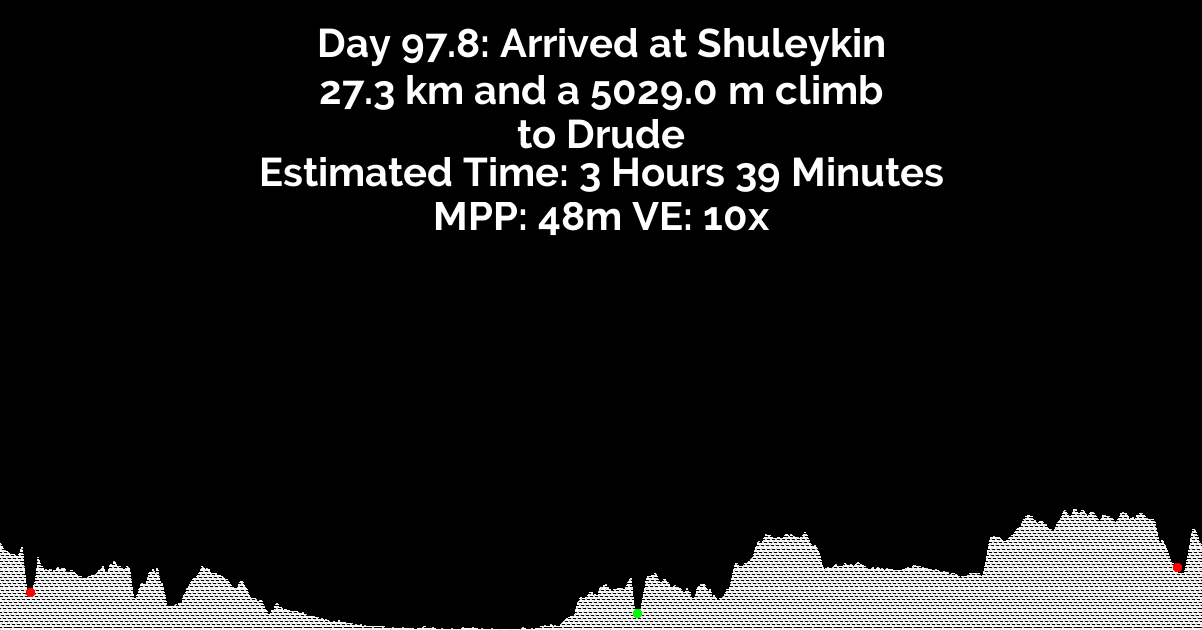 Day 97.8: Arrived at Shuleykin
27.3 km and a 5029.0 m climb
to Drude
Estimated Time: 3 Hours 39 Minutes
MPP: 48m VE: 10x